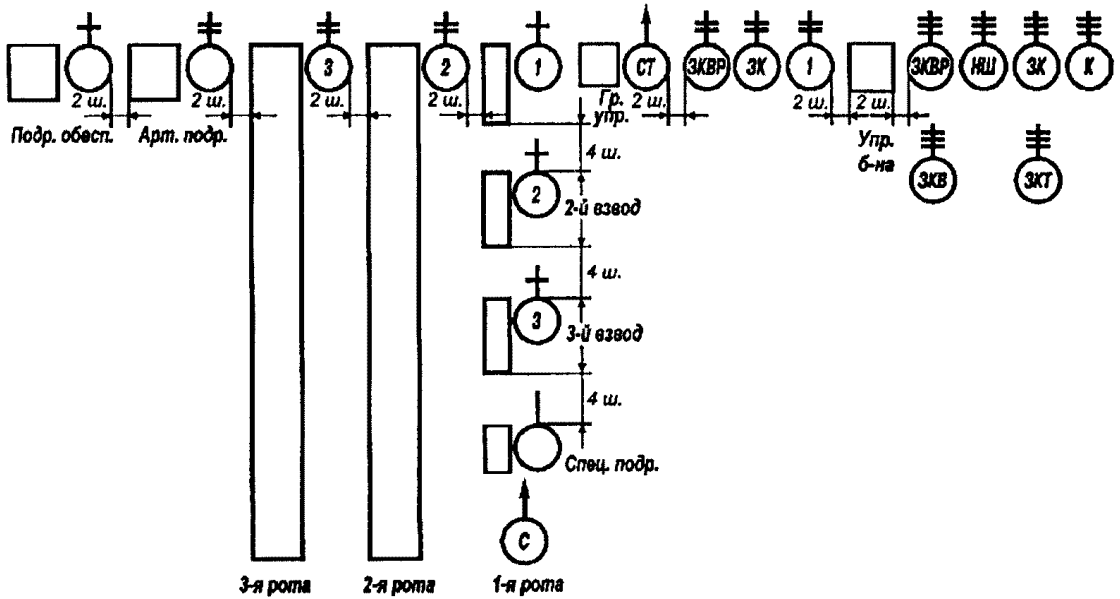 3 2 1 СТ ЗКВР ЗК 1 ЗКВР НШ ЗК К
2 ш. 2 ш. 2 ш. 2 ш. Гр. упр. 2 ш. 2 ш. 2 ш.
Подр. обесп. Арт. подр. Упр. б-на
4 ш.
ЗКВ ЗКТ
2
2-й взвод
4 ш.
3
3-й взвод
4 ш.
Спец. подр.
С
3-я рота 2-я рота 1-я рота